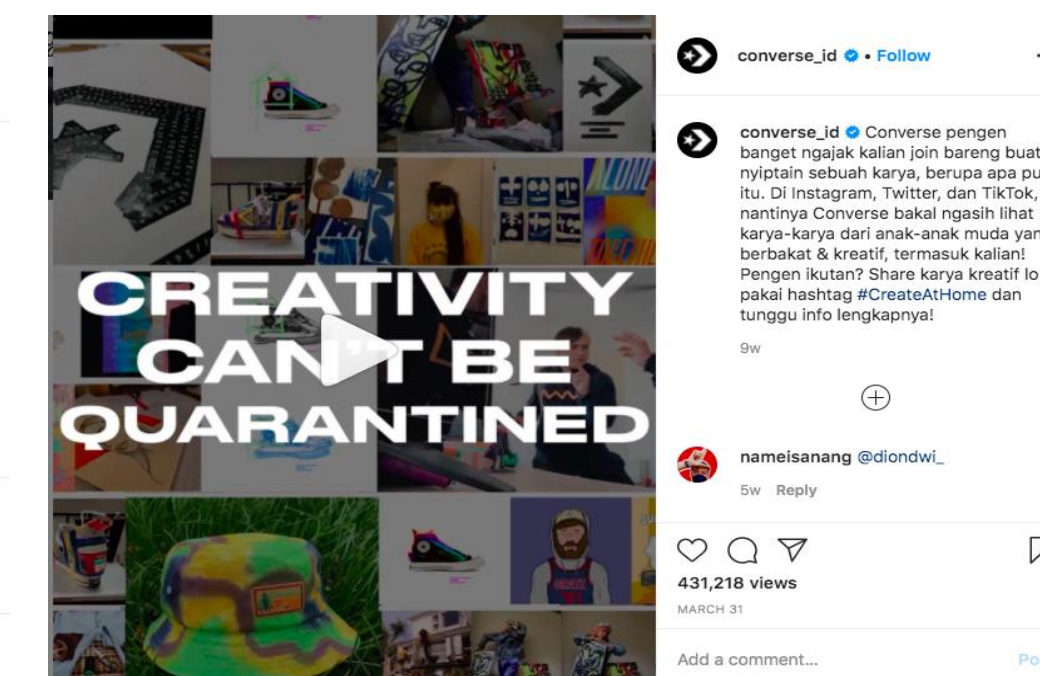 CREATIVITY
CAN'T BE
QUARANTINED
converse_id • Follow
converse_id Converse pengen
banget ngajak kalian join bareng buat
nyiptain sebuah karya, berupa apa pu
itu. Di Instagram, Twitter, dan TikTok,
nantinya Converse bakal ngasih lihat
karya-karya dari anak-anak muda yan
berbakat & kreatif, termasuk kalian!
Pengen ikutan? Share karya kreatif lo
pakai hashtag #CreateAtHome dan
tunggu info lengkapnya!
9w
nameisanang @diondwi_
5w Reply
431,218 views
MARCH 31
Add a comment...
Po